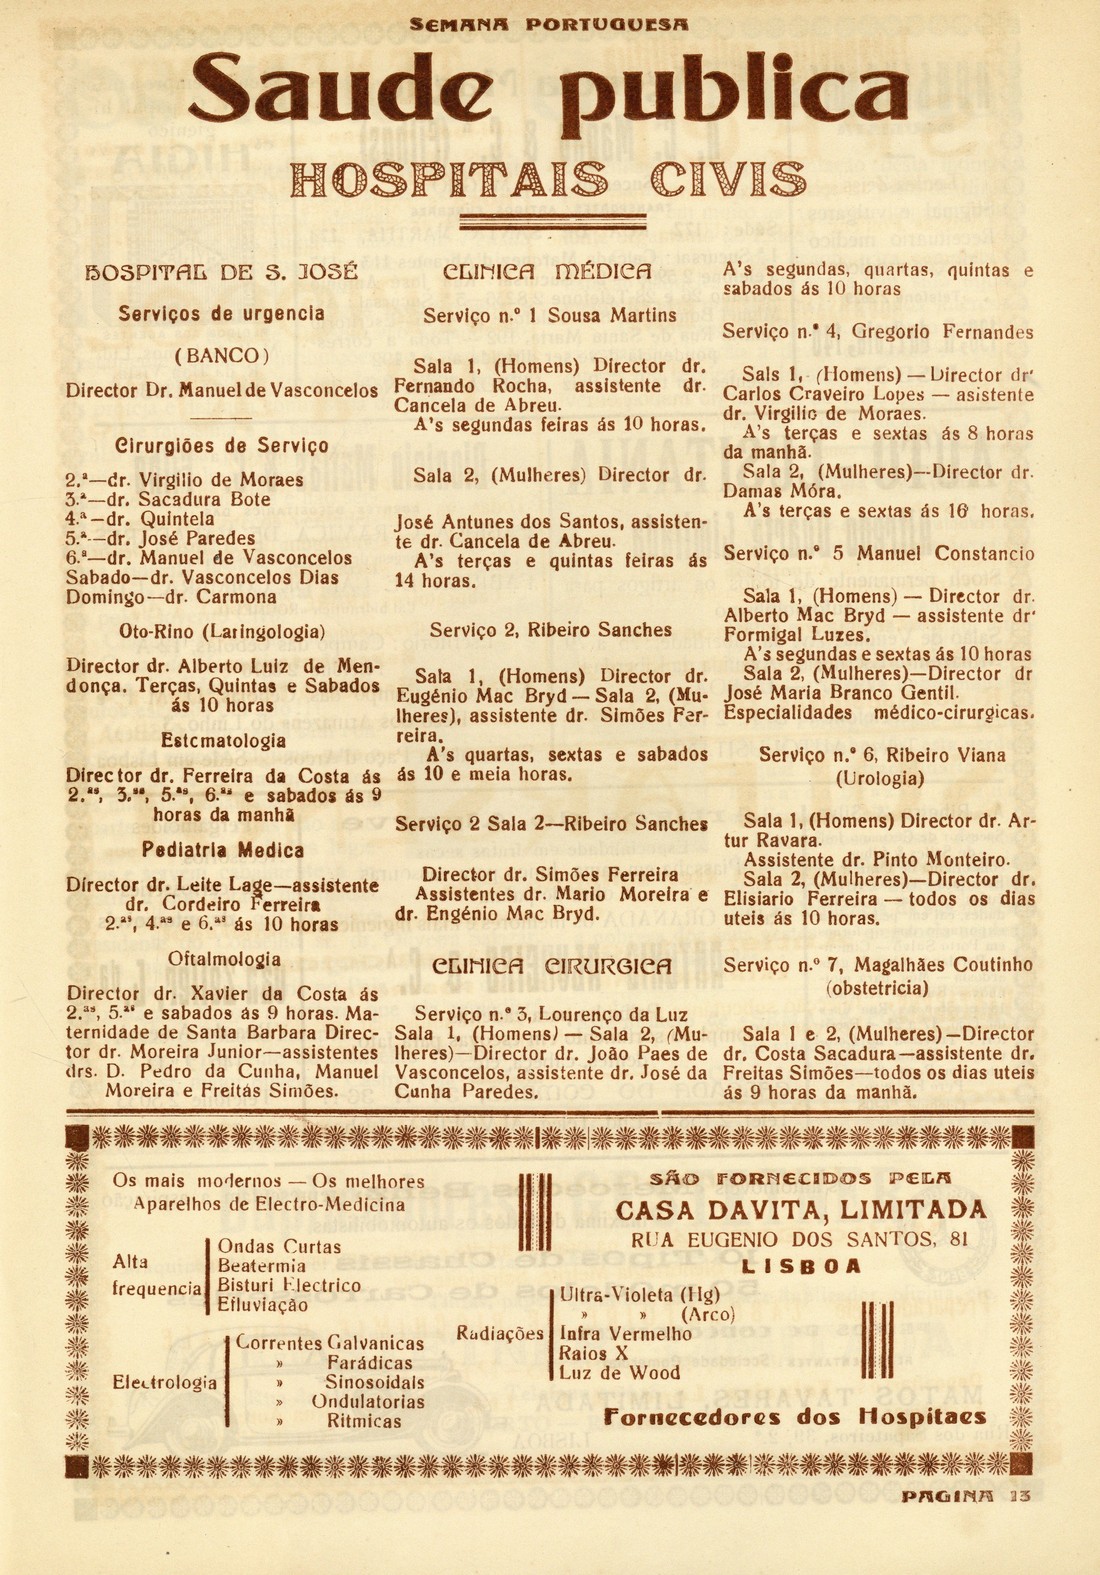 SEMANA PORTUGUESA
Saude publica
HOSPITAIS CIVIS
HOSPITAL DE S. JOSÉ
Serviços de urgencia
(BANCO)
Director Dr. Manuel de Vasconcelos
Cirurgiões de Serviço
2.ª—dr. Virgilio de Moraes
3.ª—dr. Sacadura Bote
4.ª—dr. Quintela
5.ª—dr. José Paredes
6.ª—dr. Manuel de Vasconcelos
Sabado—dr. Vasconcelos Dias
Domingo—dr. Carmona
Oto-Rino (Laringologia)
Director dr. Alberto Luiz de Men-
donça. Terças, Quintas e Sabados
ás 10 horas
Estcmatologia
Director dr. Ferreira da Costa ás
2.ªˢ, 3.ªˢ, 5.ªˢ, 6.ªˢ e sabados ás 9
horas da manhã
Pediatria Medica
Director dr. Leite Lage—assistente
dr. Cordeiro Ferreira
2.ªˢ, 4.ªˢ e 6.ªˢ ás 10 horas
Oftalmologia
Director dr. Xavier da Costa ás
2.ªˢ, 5.ªˢ e sabados ás 9 horas. Ma-
ternidade de Santa Barbara Direc-
tor dr. Moreira Junior—assistentes
drs. D. Pedro da Cunha, Manuel
Moreira e Freitas Simões.
CLINICA MÉDICA
Serviço n.º 1 Sousa Martins
Sala 1, (Homens) Director dr.
Fernando Rocha, assistente dr.
Cancela de Abreu.
A's segundas feiras ás 10 horas.
Sala 2, (Mulheres) Director dr.
José Antunes dos Santos, assisten-
te dr. Cancela de Abreu.
A's terças e quintas feiras ás
14 horas.
Serviço 2, Ribeiro Sanches
Sala 1, (Homens) Director dr.
Eugénio Mac Bryd—Sala 2, (Mu-
lheres), assistente dr. Simões Fer-
reira.
A's quartas, sextas e sabados
ás 10 e meia horas.
Serviço 2 Sala 2—Ribeiro Sanches
Director dr. Simões Ferreira
Assistentes dr. Mario Moreira e
dr. Engénio Mac Bryd.
CLINICA CIRURGICA
Serviço n.º 3, Lourenço da Luz
Sala 1, (Homens) — Sala 2, (Mu-
lheres)—Director dr. João Paes de
Vasconcelos, assistente dr. José da
Cunha Paredes.
A's segundas, quartas, quintas e
sabados ás 10 horas
Serviço n.º 4, Gregorio Fernandes
Sals 1, (Homens) — Director dr'
Carlos Craveiro Lopes — asistente
dr. Virgilio de Moraes.
A's terças e sextas ás 8 horas
da manhã.
Sala 2, (Mulheres)—Director dr.
Damas Móra.
A's terças e sextas ás 16 horas.
Serviço n.º 5 Manuel Constancio
Sala 1, (Homens) — Director dr.
Alberto Mac Bryd — assistente dr'
Formigal Luzes.
A's segundas e sextas ás 10 horas
Sala 2, (Mulheres)—Director dr
José Maria Branco Gentil.
Especialidades médico-cirurgicas.
Serviço n.º 6, Ribeiro Viana
(Urologia)
Sala 1, (Homens) Director dr. Ar-
tur Ravara.
Assistente dr. Pinto Monteiro.
Sala 2, (Mulheres)—Director dr.
Elisiario Ferreira — todos os dias
uteis ás 10 horas.
Serviço n.º 7, Magalhães Coutinho
(obstetricia)
Sala 1 e 2, (Mulheres)—Director
dr. Costa Sacadura—assistente dr.
Freitas Simões—todos os dias uteis
ás 9 horas da manhã.
Os mais modernos — Os melhores
Aparelhos de Electro-Medicina
Alta
frequencia
Ondas Curtas
Beatermia
Bisturi Electrico
Efluviação
Electrologia
Correntes Galvanicas
» Farádicas
» Sinosoidais
» Ondulatorias
» Ritmicas
SÃO FORNECIDOS PELA
CASA DAVITA, LIMITADA
RUA EUGENIO DOS SANTOS, 81
LISBOA
Radiações
Ultra-Violeta (Hg)
» » (Arco)
Infra Vermelho
Raios X
Luz de Wood
Fornecedores dos Hospitaes
PAGINA 13